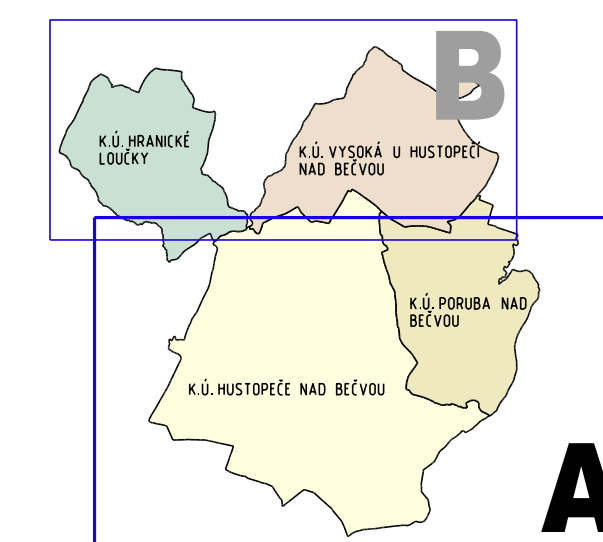 B
K.Ú. HRANICKÉ
LOUČKY
K.Ú. VYSOKÁ U HUSTOPEČÍ
NAD BEČVOU
K.Ú. PORUBA NAD
BEČVOU
K.Ú. HUSTOPEČE NAD BEČVOU
A